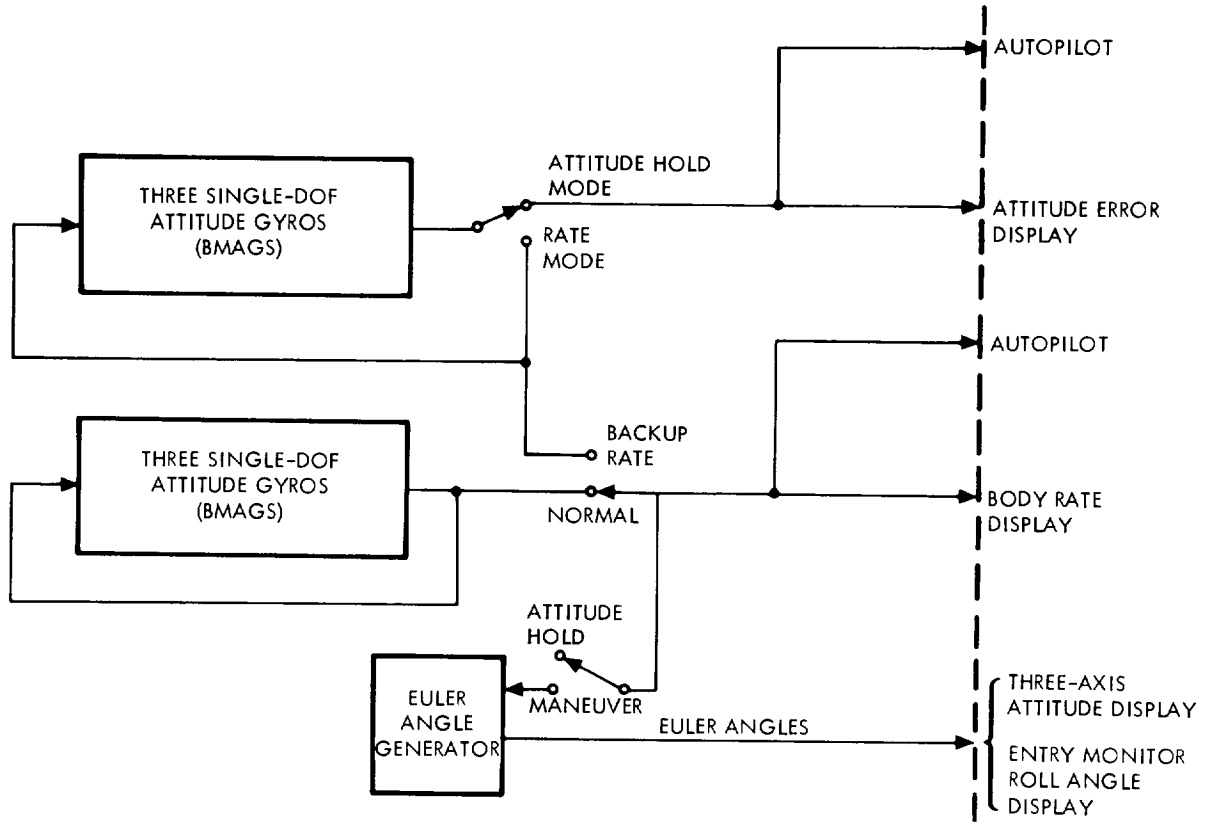 AUTOPILOT
ATTITUDE HOLD
MODE
THREE SINGLE-DOF
ATTITUDE GYROS
(BMAGS)
RATE
MODE
ATTITUDE ERROR
DISPLAY
AUTOPILOT
BACKUP
RATE
THREE SINGLE-DOF
ATTITUDE GYROS
(BMAGS)
NORMAL
BODY RATE
DISPLAY
ATTITUDE
HOLD
MANEUVER
EULER
ANGLE
GENERATOR
EULER ANGLES
THREE-AXIS
ATTITUDE DISPLAY
ENTRY MONITOR
ROLL ANGLE
DISPLAY